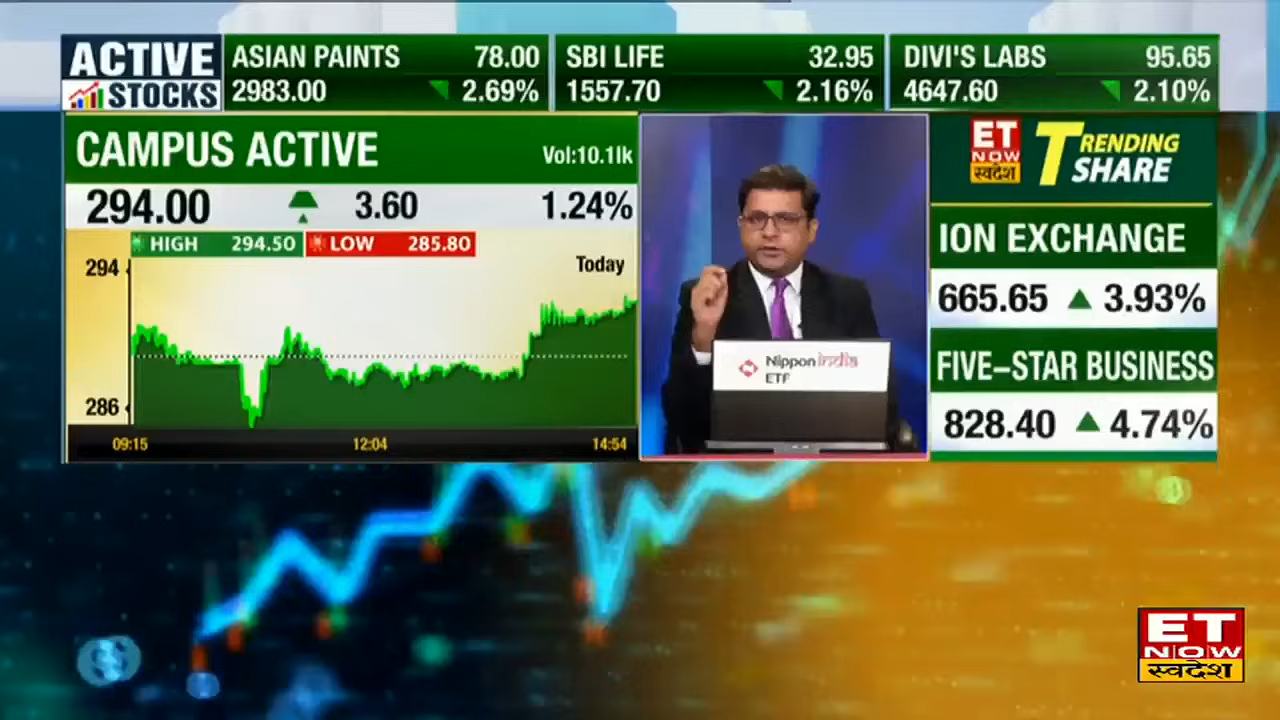 ACTIVE
STOCKS
ASIAN PAINTS 78.00
2983.00 2.69%
SBI LIFE 32.95
1557.70 2.16%
DIVI'S LABS 95.65
4647.60 2.10%
CAMPUS ACTIVE Vol:10.1lk
294.00 3.60 1.24%
HIGH 294.50 LOW 285.80
Today
294
286
09:15 12:04 14:54
Nippon india
ETF
ET
NOW
स्वदेश
TRENDING
SHARE
ION EXCHANGE
665.65 3.93%
FIVE-STAR BUSINESS
828.40 4.74%
ET
NOW
स्वदेश